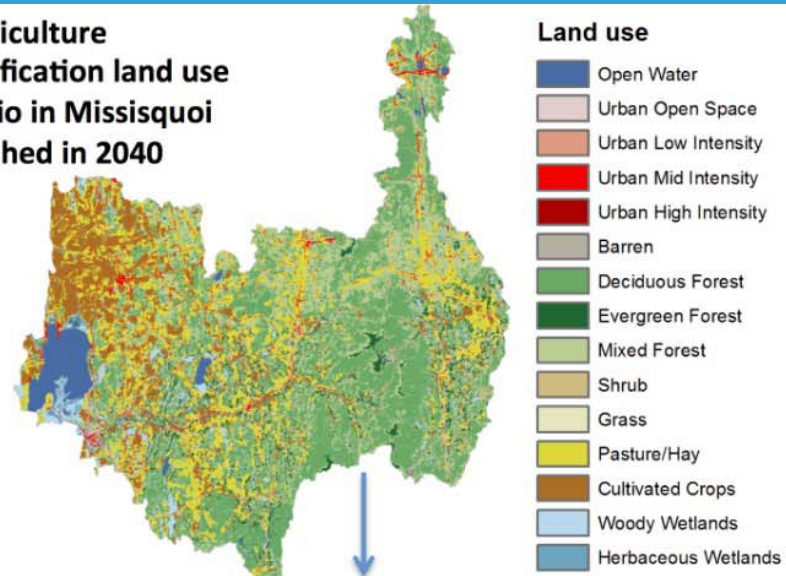 iculture
fication land use
io in Missisquoi
hed in 2040
Land use
Open Water
Urban Open Space
Urban Low Intensity
Urban Mid Intensity
Urban High Intensity
Barren
Deciduous Forest
Evergreen Forest
Mixed Forest
Shrub
Grass
Pasture/Hay
Cultivated Crops
Woody Wetlands
Herbaceous Wetlands